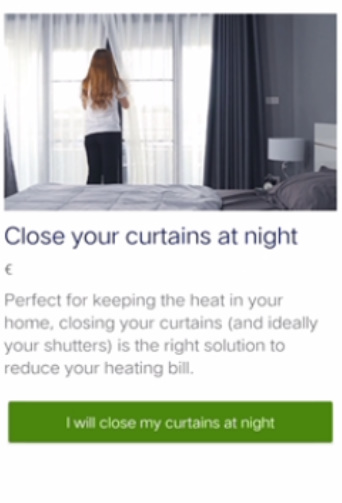 Close your curtains at night
€
Perfect for keeping the heat in your
home, closing your curtains (and ideally
your shutters) is the right solution to
reduce your heating bill.
I will close my curtains at night